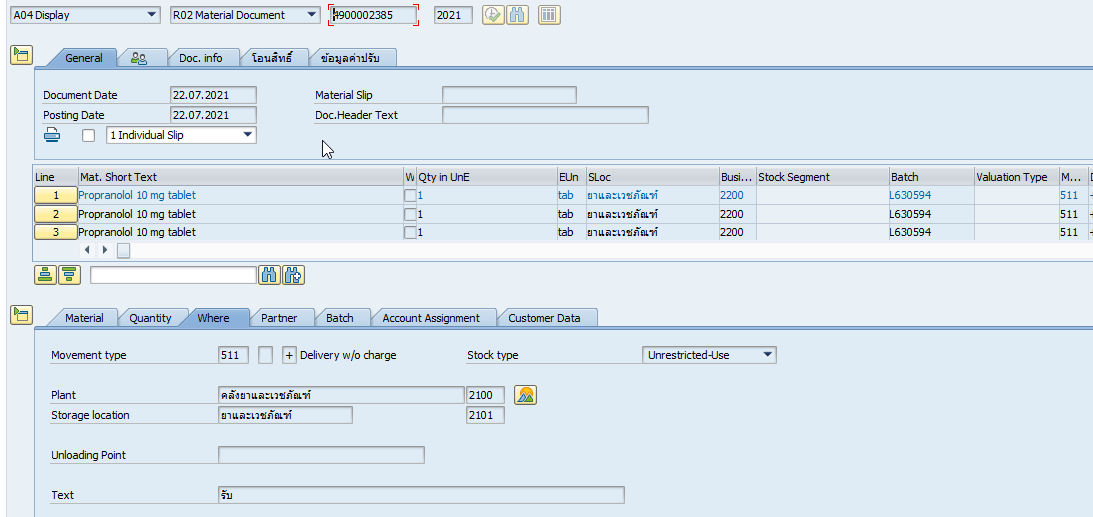 A04 Display R02 Material Document 4900002385 2021
General Doc. info โอนสิทธิ์ ข้อมูลค่าปรับ
Document Date 22.07.2021 Material Slip
Posting Date 22.07.2021 Doc.Header Text
1 Individual Slip
Line Mat. Short Text W Qty in UnE EUn SLoc Busi... Stock Segment Batch Valuation Type M... D
1 Propranolol 10 mg tablet 1 tab ยาและเวชภัณฑ์ 2200 L630594 511 +
2 Propranolol 10 mg tablet 1 tab ยาและเวชภัณฑ์ 2200 L630594 511 +
3 Propranolol 10 mg tablet 1 tab ยาและเวชภัณฑ์ 2200 L630594 511 +
Material Quantity Where Partner Batch Account Assignment Customer Data
Movement type 511 + Delivery w/o charge Stock type Unrestricted-Use
Plant คลังยาและเวชภัณฑ์ 2100
Storage location ยาและเวชภัณฑ์ 2101
Unloading Point
Text รับ